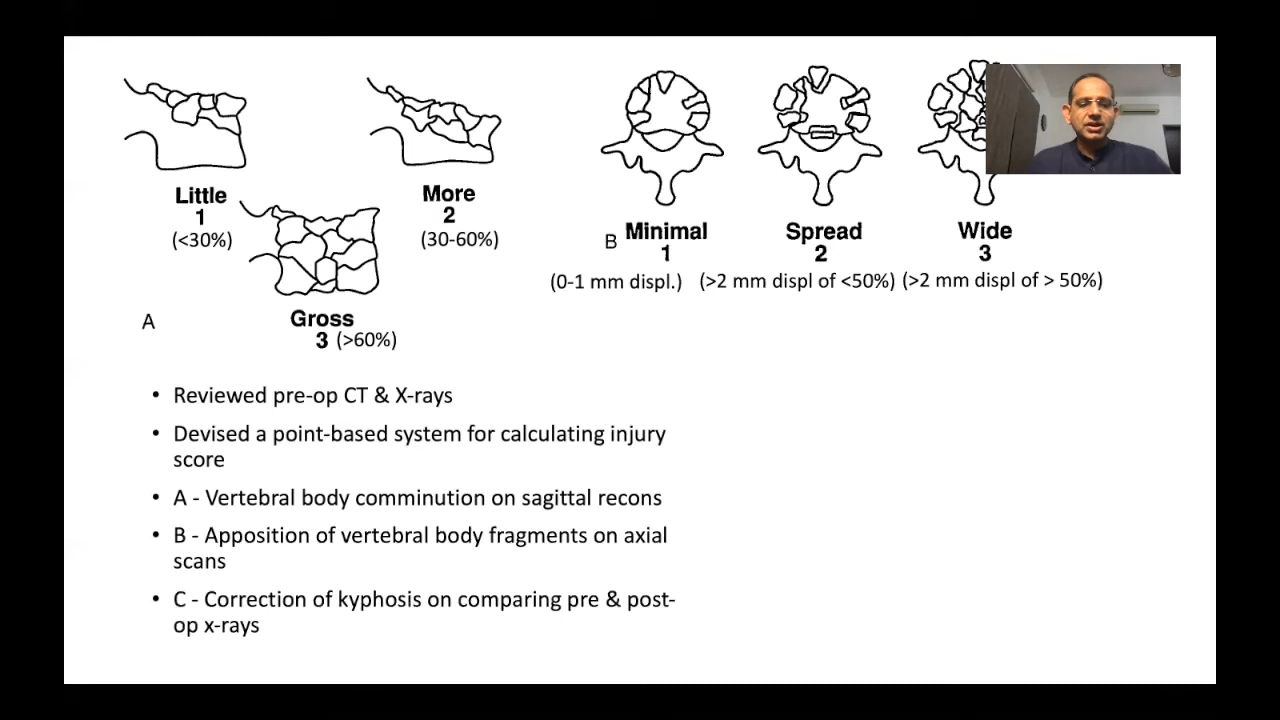 Little
1
(<30%)
More
2
(30-60%)
Gross
3 (>60%)
A
B
Minimal
1
(0-1 mm displ.)
Spread
2
(>2 mm displ of <50%)
Wide
3
(>2 mm displ of > 50%)
• Reviewed pre-op CT & X-rays
• Devised a point-based system for calculating injury
score
• A - Vertebral body comminution on sagittal recons
• B - Apposition of vertebral body fragments on axial
scans
• C - Correction of kyphosis on comparing pre & post-
op x-rays